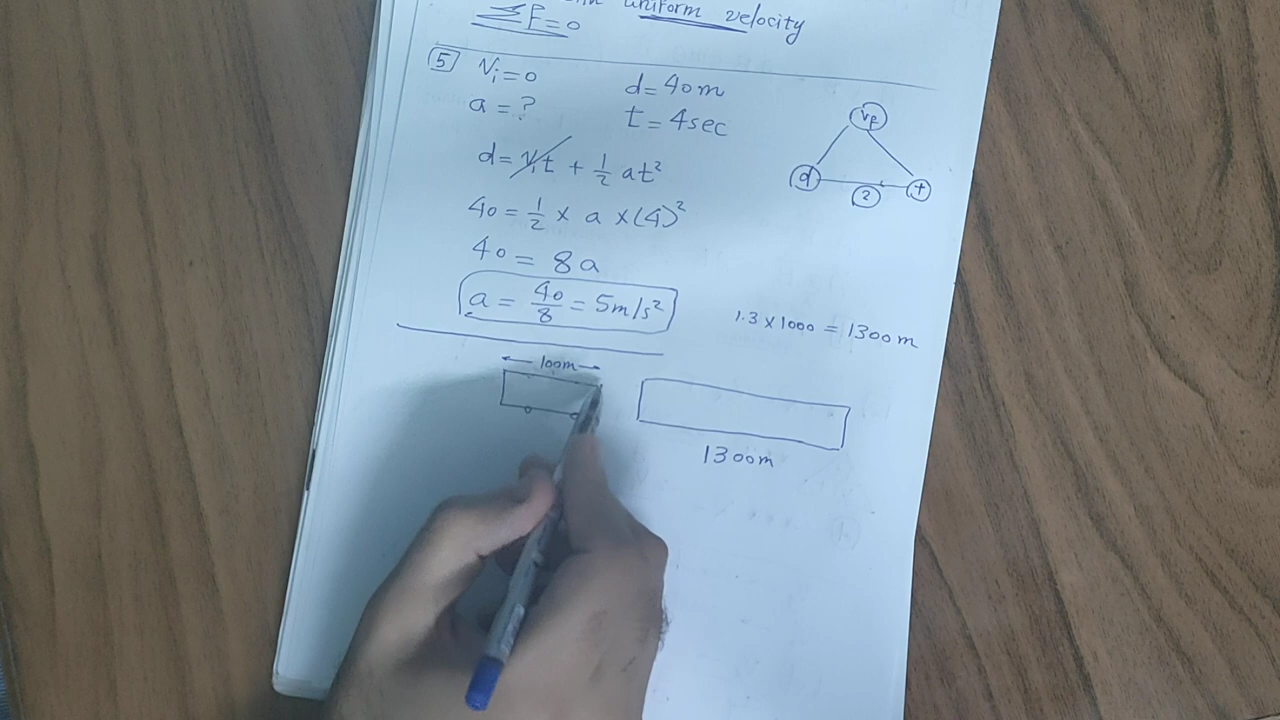 uniform velocity
ΣF=0
5 Vi=0 d=40m
a=? t=4sec
d=Vit+1/2 at²
40=1/2 × a ×(4)²
40=8a
a=40/8=5m/s²
Vf
d 2 t
1.3×1000=1300m
100m
1300m